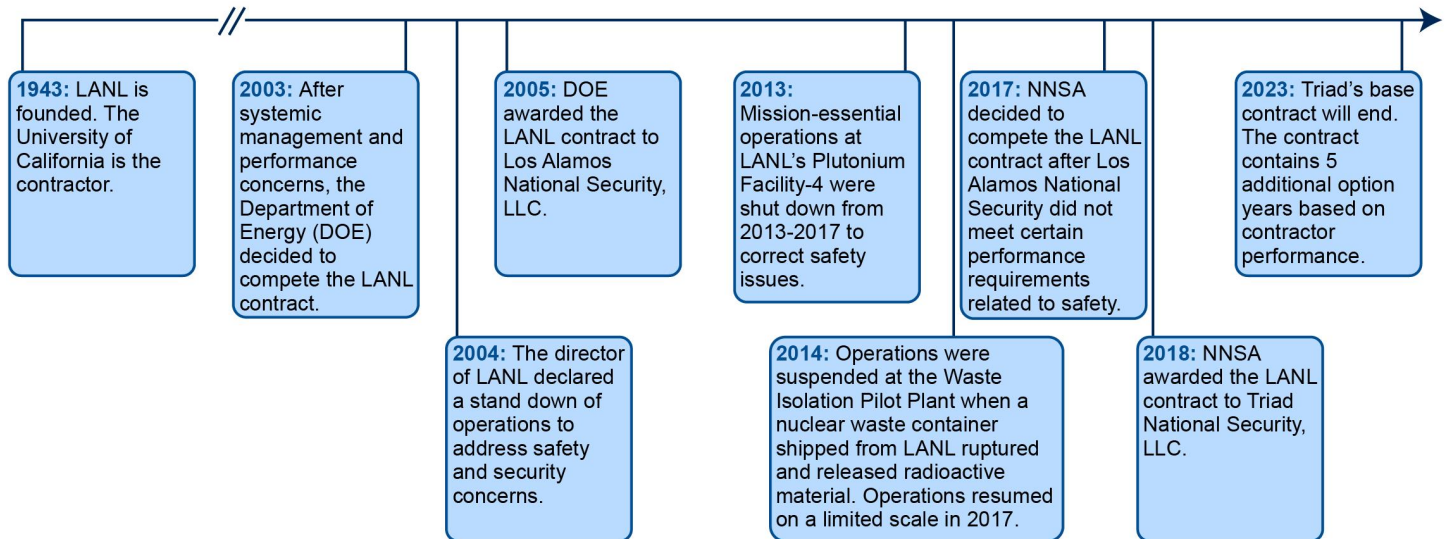 1943: LANL is
founded. The
University of
California is the
contractor.
2003: After
systemic
management and
performance
concerns, the
Department of
Energy (DOE)
decided to
compete the LANL
contract.
2004: The director
of LANL declared
a stand down of
operations to
address safety
and security
concerns.
2005: DOE
awarded the
LANL contract to
Los Alamos
National Security,
LLC.
2013:
Mission-essential
operations at
LANL's Plutonium
Facility-4 were
shut down from
2013-2017 to
correct safety
issues.
2014: Operations were
suspended at the Waste
Isolation Pilot Plant when a
nuclear waste container
shipped from LANL ruptured
and released radioactive
material. Operations resumed
on a limited scale in 2017.
2017: NNSA
decided to
compete the LANL
contract after Los
Alamos National
Security did not
meet certain
performance
requirements
related to safety.
2018: NNSA
awarded the LANL
contract to Triad
National Security,
LLC.
2023: Triad's base
contract will end.
The contract
contains 5
additional option
years based on
contractor
performance.